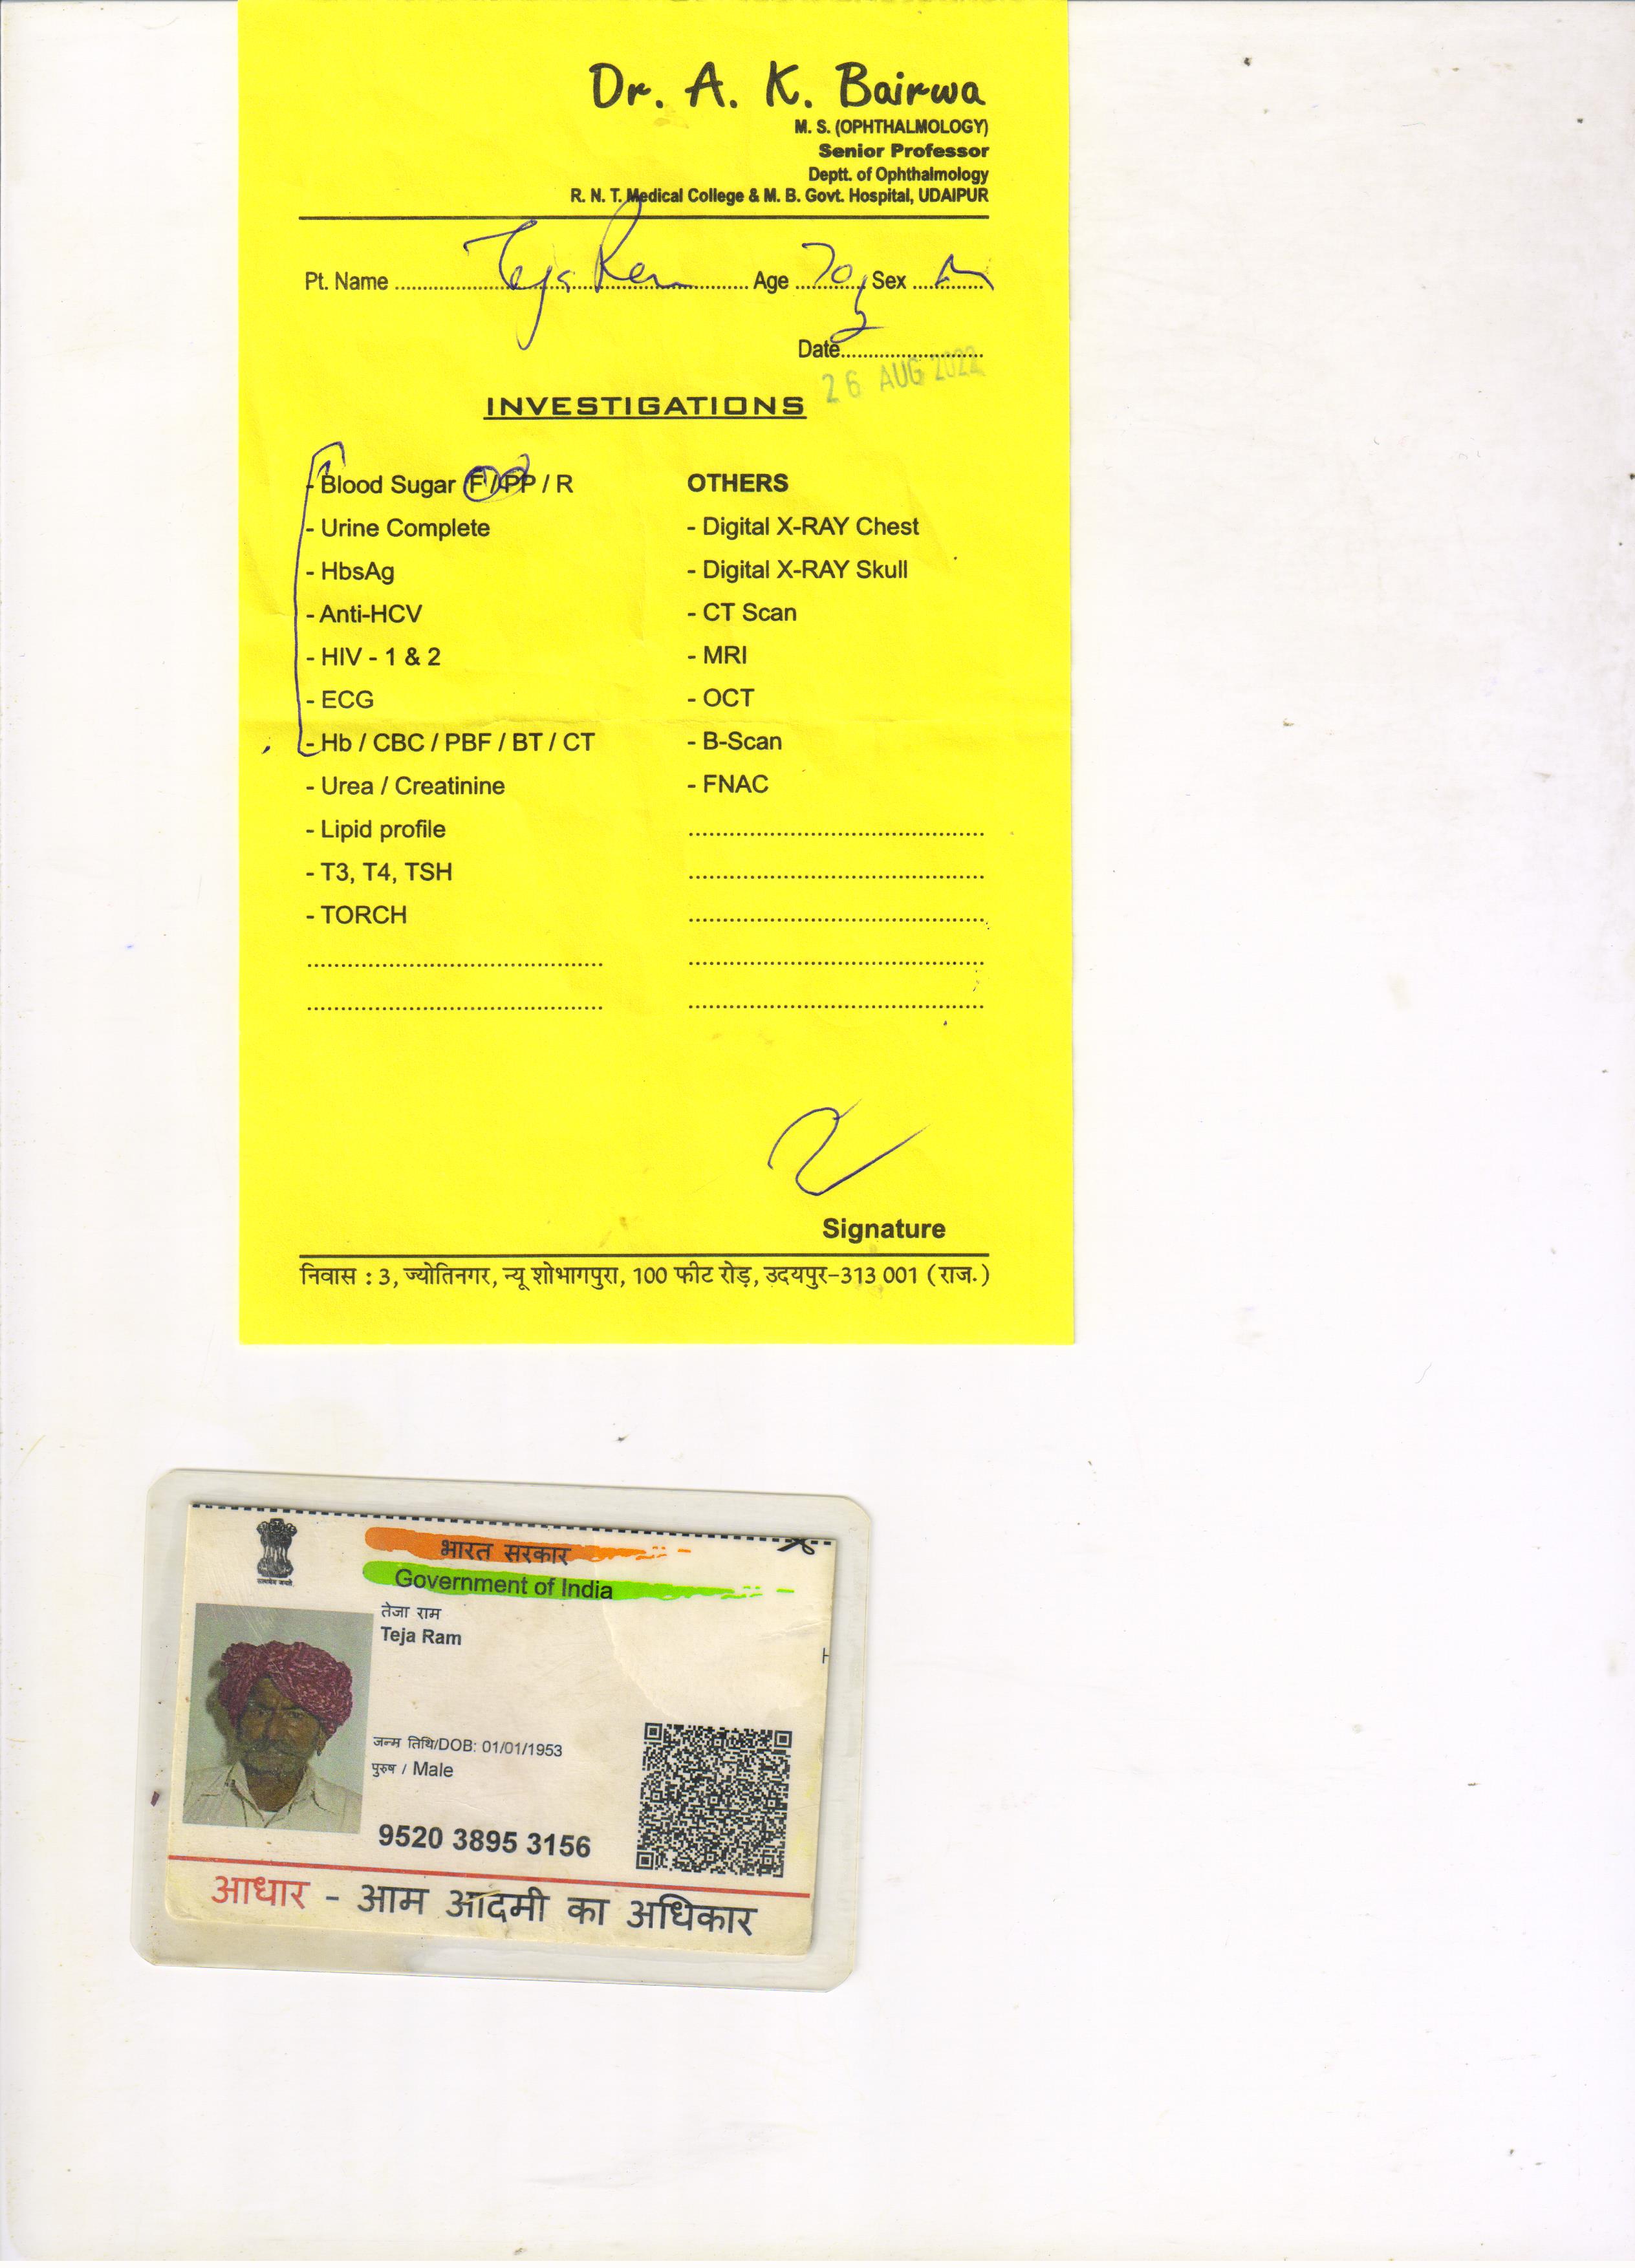 Dr. A. K. Bairwa
M. S. (OPHTHALMOLOGY)
Senior Professor
Deptt. of Ophthalmology
R. N. T. Medical College & M. B. Govt. Hospital, UDAIPUR
Pt. Name Teja Ram Age 70y Sex M
Date
26 AUG 2022
INVESTIGATIONS
- Blood Sugar F / PP / R
- Urine Complete
- HbsAg
- Anti-HCV
- HIV - 1 & 2
- ECG
- Hb / CBC / PBF / BT / CT
- Urea / Creatinine
- Lipid profile
- T3, T4, TSH
- TORCH
OTHERS
- Digital X-RAY Chest
- Digital X-RAY Skull
- CT Scan
- MRI
- OCT
- B-Scan
- FNAC
Signature
निवास : 3, ज्योतिनगर, न्यू शोभागपुरा, 100 फीट रोड़, उदयपुर-313 001 (राज.)
भारत सरकार
Government of India
तेजा राम
Teja Ram
जन्म तिथि/DOB: 01/01/1953
पुरुष / Male
9520 3895 3156
आधार - आम आदमी का अधिकार